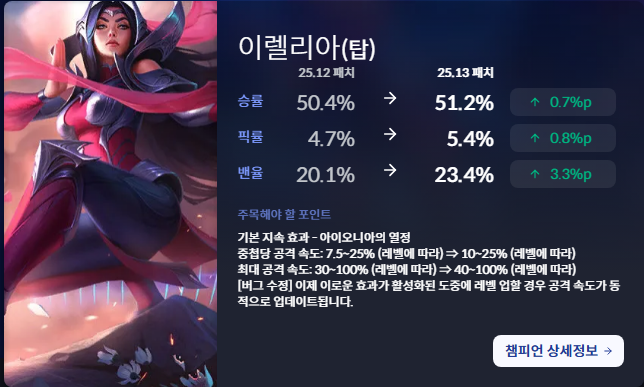 이렐리아(탑)
25.12 패치 25.13 패치
승률 50.4% → 51.2% ↑ 0.7%p
픽률 4.7% → 5.4% ↑ 0.8%p
밴율 20.1% → 23.4% ↑ 3.3%p
주목해야 할 포인트
기본 지속 효과 - 아이오니아의 열정
중첩당 공격 속도: 7.5~25% (레벨에 따라) ⇒ 10~25% (레벨에 따라)
최대 공격 속도: 30~100% (레벨에 따라) ⇒ 40~100% (레벨에 따라)
[버그 수정] 이제 이로운 효과가 활성화된 도중에 레벨 업할 경우 공격 속도가 동
적으로 업데이트됩니다.
챔피언 상세정보 →